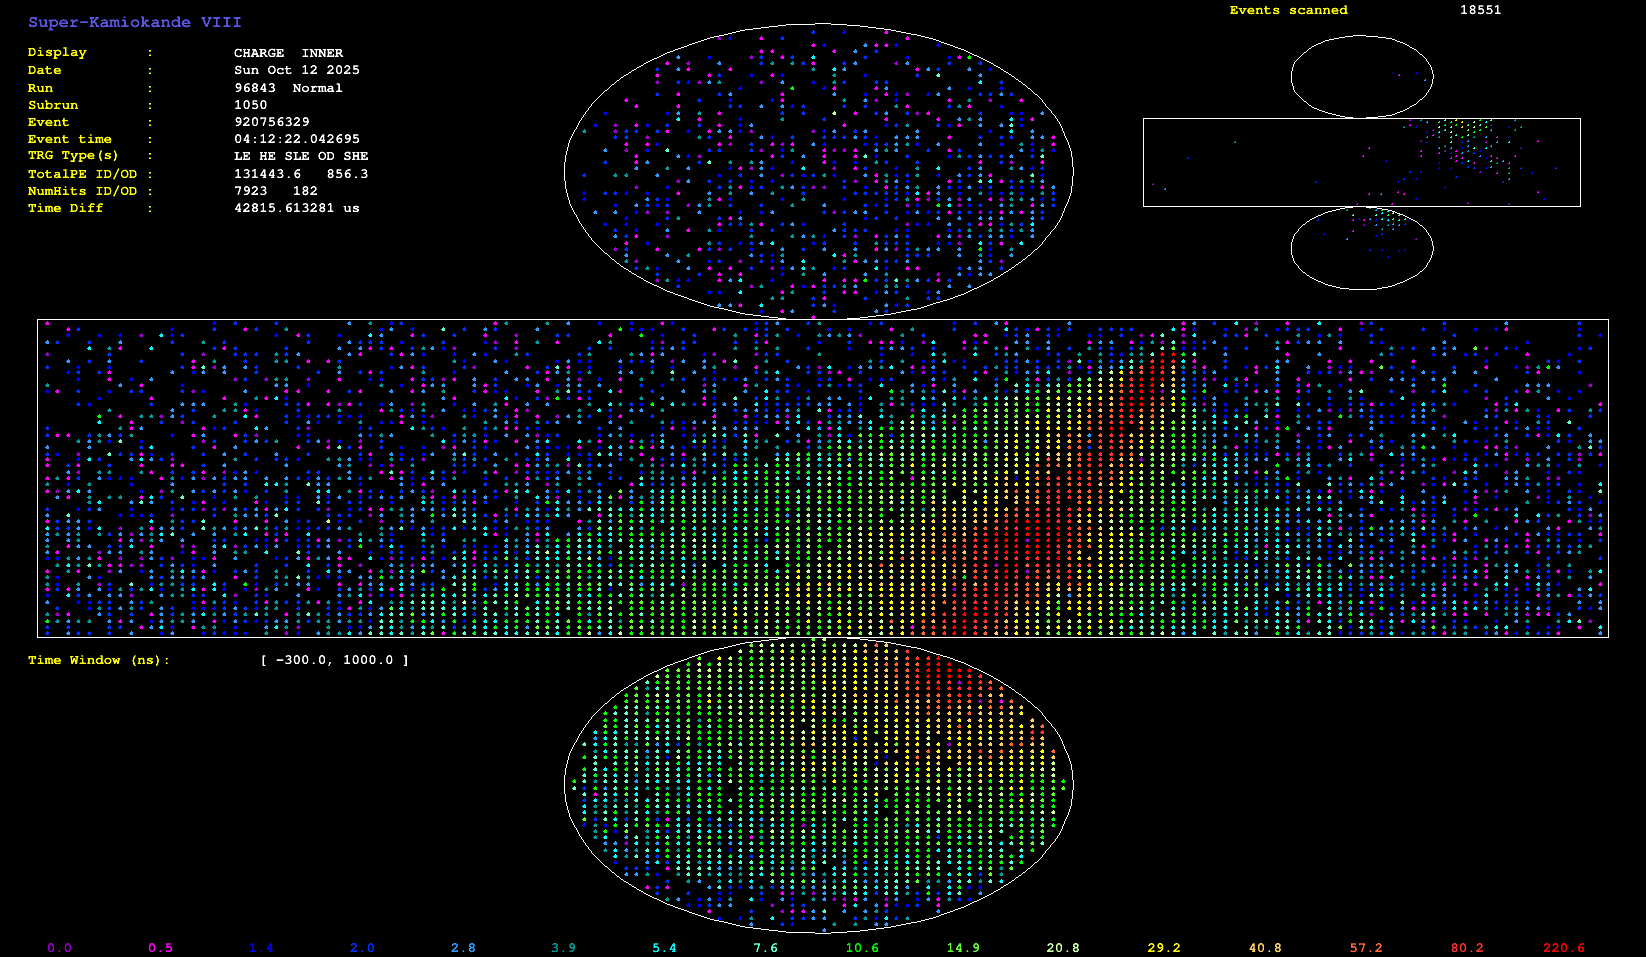 Super-Kamiokande VIII
Events scanned 18551
Display : CHARGE INNER
Date : Sun Oct 12 2025
Run : 96843 Normal
Subrun : 1050
Event : 920756329
Event time : 04:12:22.042695
TRG Type(s) : LE HE SLE OD SHE
TotalPE ID/OD : 131443.6 856.3
NumHits ID/OD : 7923 182
Time Diff : 42815.613281 us
Time Window (ns): [ -300.0, 1000.0 ]
0.0 0.5 1.4 2.0 2.8 3.9 5.4 7.6 10.6 14.9 20.8 29.2 40.8 57.2 80.2 220.6